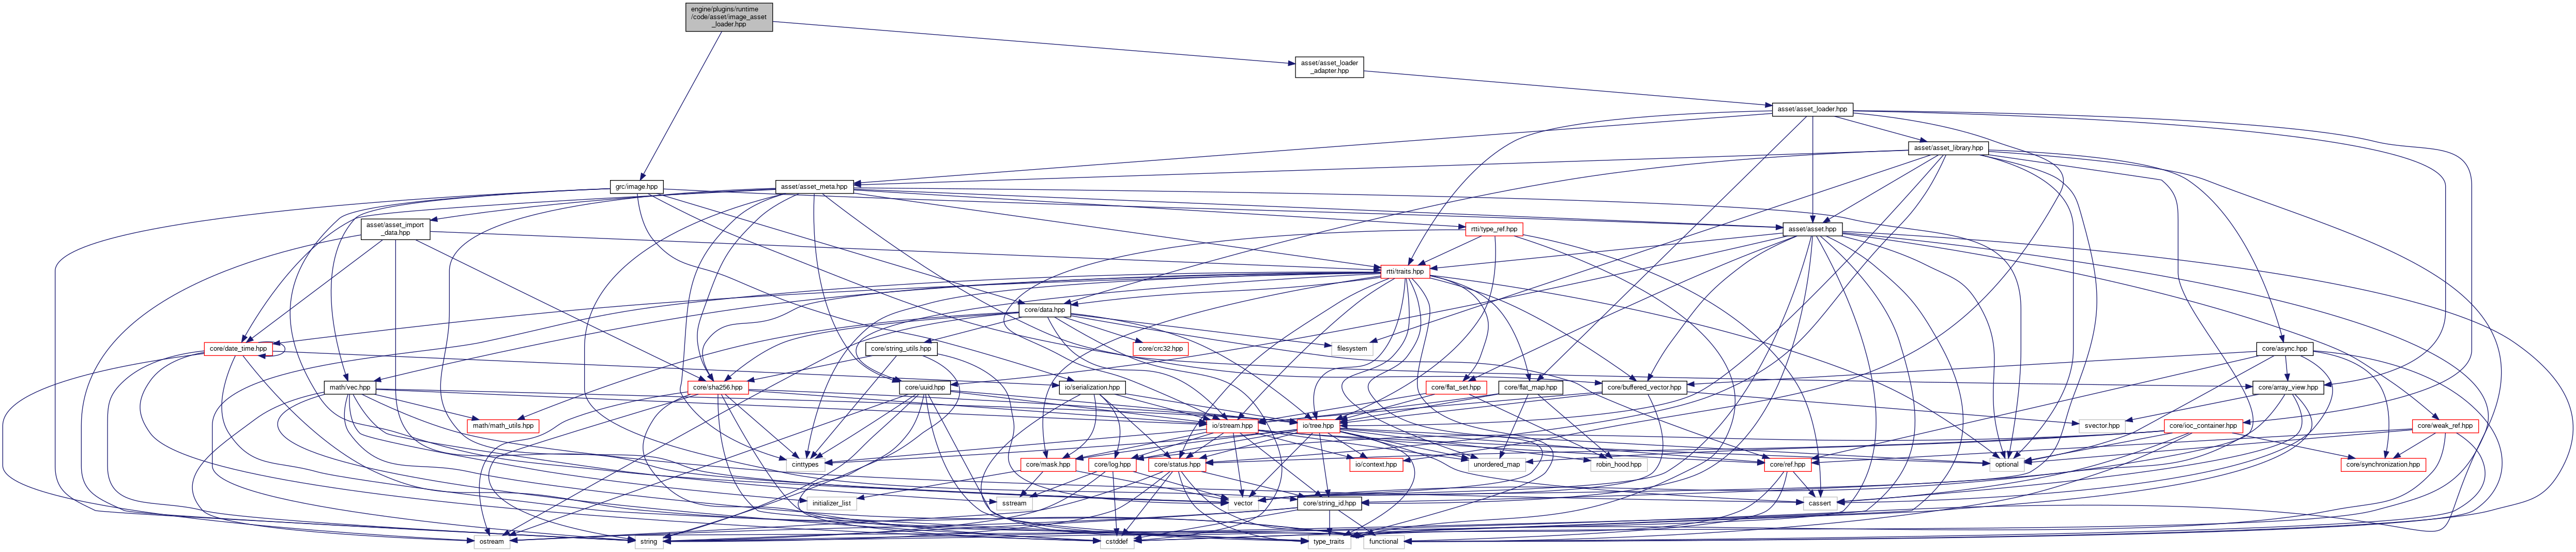 engine/plugins/runtime
/code/asset/image_asset
_loader.hpp
asset/asset_loader
_adapter.hpp
asset/asset_loader.hpp
asset/asset_library.hpp
grc/image.hpp
asset/asset_meta.hpp
asset/asset_import
_data.hpp
rtti/type_ref.hpp
asset/asset.hpp
rtti/traits.hpp
core/data.hpp
core/date_time.hpp
core/string_utils.hpp
core/crc32.hpp
filesystem
core/async.hpp
math/vec.hpp
core/sha256.hpp
core/uuid.hpp
io/serialization.hpp
core/flat_set.hpp
core/flat_map.hpp
core/buffered_vector.hpp
core/array_view.hpp
math/math_utils.hpp
io/stream.hpp
io/tree.hpp
svector.hpp
core/ioc_container.hpp
core/weak_ref.hpp
cinttypes
core/mask.hpp
core/log.hpp
core/status.hpp
io/context.hpp
unordered_map
robin_hood.hpp
core/ref.hpp
optional
core/synchronization.hpp
initializer_list
sstream
vector
core/string_id.hpp
cassert
ostream
string
cstddef
type_traits
functional